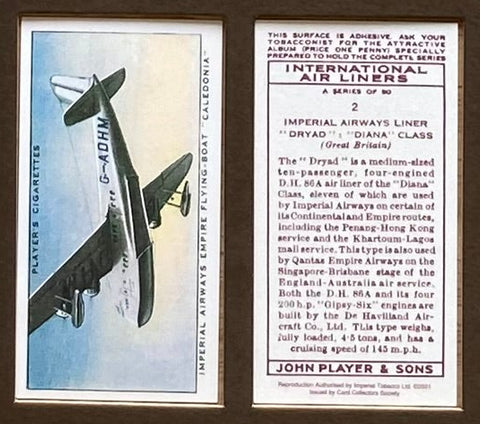 PLAYER'S CIGARETTES
G-ADHM
IMPERIAL AIRWAYS EMPIRE FLYING-BOAT "CALEDONIA"
THIS SURFACE IS ADHESIVE. ASK YOUR
TOBACCONIST FOR THE ATTRACTIVE
ALBUM (PRICE ONE PENNY) SPECIALLY
PREPARED TO HOLD THE COMPLETE SERIES
INTERNATIONAL
AIR LINERS
A SERIES OF 50
2
IMPERIAL AIRWAYS LINER
"DRYAD" : "DIANA" CLASS
(Great Britain)
The "Dryad" is a medium-sized
ten-passenger, four-engined
D.H. 86A air liner of the "Diana"
Class, eleven of which are used
by Imperial Airways on certain of
its Continental and Empire routes,
including the Penang-Hong Kong
service and the Khartoum-Lagos
mail service. This type is also used
by Qantas Empire Airways on the
Singapore-Brisbane stage of the
England-Australia air service.
Both the D.H. 86A and its four
200 h.p. "Gipsy-Six" engines are
built by the De Havilland Air-
craft Co., Ltd. This type weighs,
fully loaded, 4·5 tons, and has a
cruising speed of 145 m.p.h.
JOHN PLAYER & SONS
Reproduction Authorised by Imperial Tobacco Ltd. ©2001
Issued by Card Collectors Society